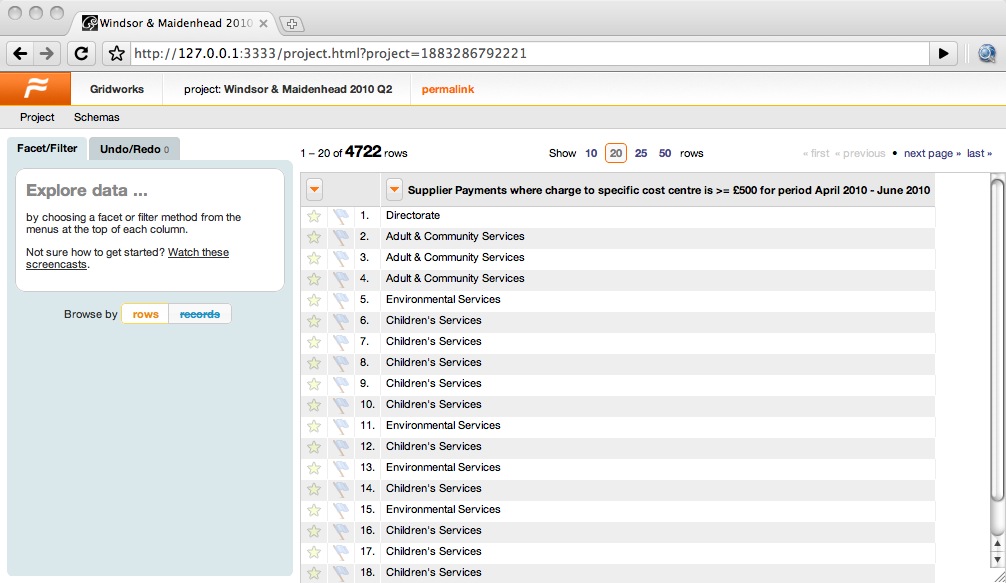 Windsor & Maidenhead 2010
http://127.0.0.1:3333/project.html?project=1883286792221
Gridworks project: Windsor & Maidenhead 2010 Q2 permalink
Project Schemas
Facet/Filter Undo/Redo 0
1 – 20 of 4722 rows Show 10 20 25 50 rows « first « previous • next page » last »
Explore data ...
by choosing a facet or filter method from the
menus at the top of each column.
Not sure how to get started? Watch these
screencasts.
Browse by rows records
Supplier Payments where charge to specific cost centre is >= £500 for period April 2010 - June 2010
1. Directorate
2. Adult & Community Services
3. Adult & Community Services
4. Adult & Community Services
5. Environmental Services
6. Children's Services
7. Children's Services
8. Children's Services
9. Children's Services
10. Children's Services
11. Environmental Services
12. Children's Services
13. Environmental Services
14. Children's Services
15. Environmental Services
16. Children's Services
17. Children's Services
18. Children's Services